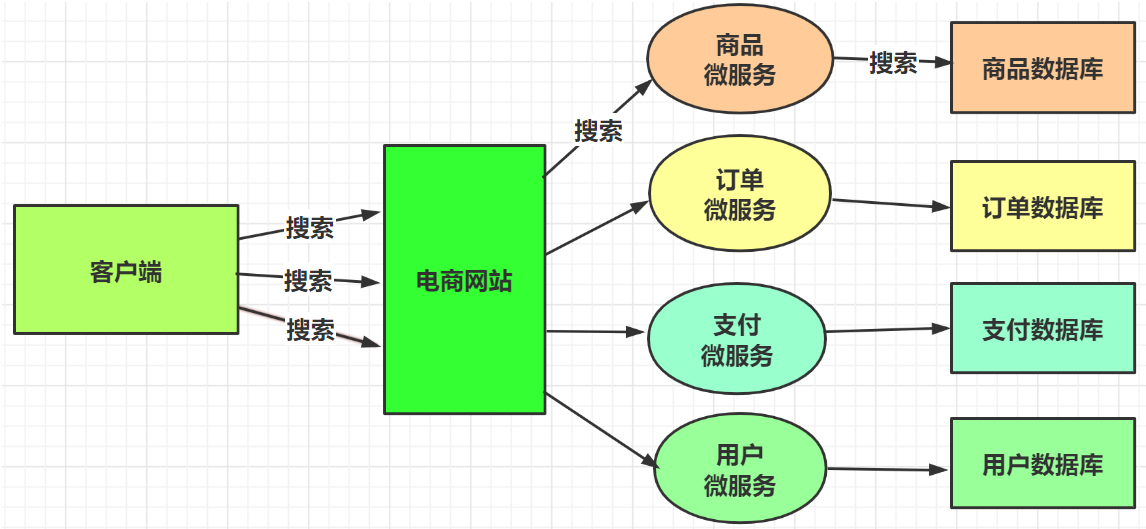 客户端
搜索
搜索
搜索
电商网站
搜索
商品
微服务
搜索
商品数据库
订单
微服务
订单数据库
支付
微服务
支付数据库
用户
微服务
用户数据库